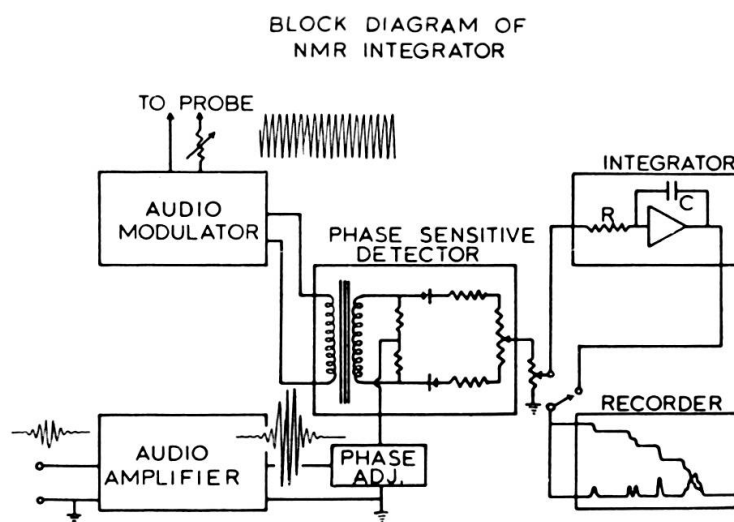 BLOCK DIAGRAM OF
NMR INTEGRATOR
TO PROBE
AUDIO
MODULATOR
PHASE SENSITIVE
DETECTOR
INTEGRATOR
R
C
AUDIO
AMPLIFIER
PHASE
ADJ.
RECORDER